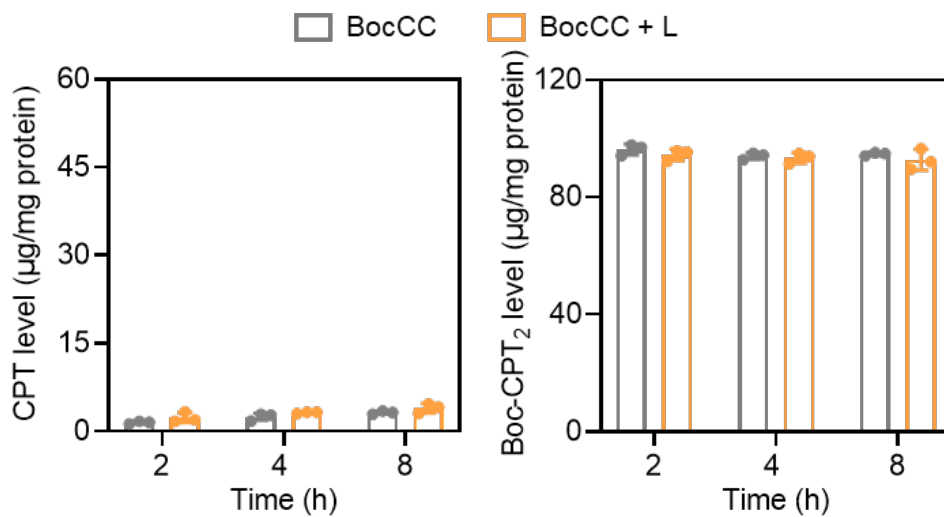 BocCC BocCC + L
CPT level (µg/mg protein)
60
45
30
15
0
2 4 8
Time (h)
Boc-CPT₂ level (µg/mg protein)
120
80
40
0
2 4 8
Time (h)